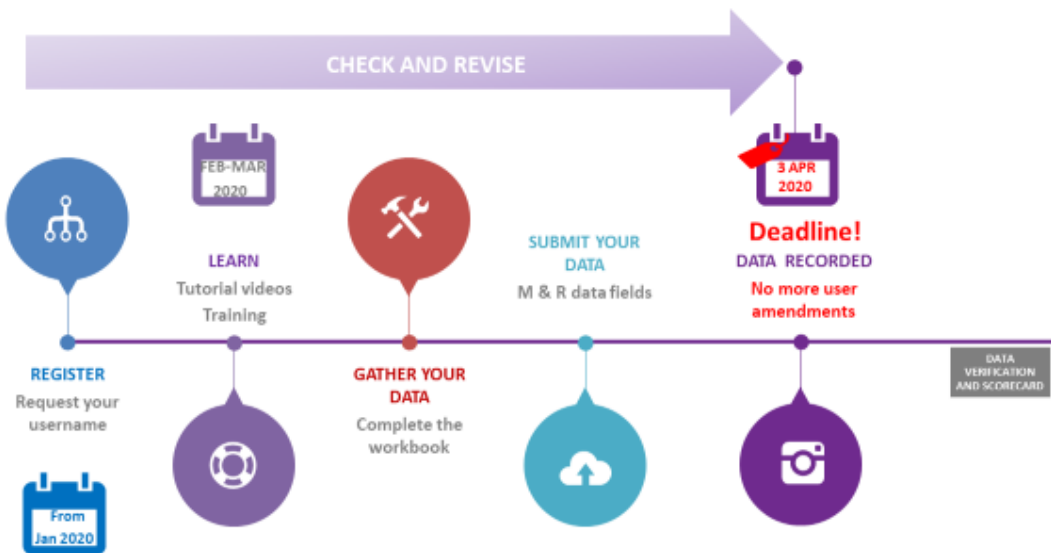 CHECK AND REVISE
FEB-MAR
2020
3 APR
2020
Deadline!
DATA RECORDED
No more user
amendments
SUBMIT YOUR
DATA
M & R data fields
LEARN
Tutorial videos
Training
REGISTER
Request your
username
From
Jan 2020
GATHER YOUR
DATA
Complete the
workbook
DATA
VERIFICATION
AND SCORECARD